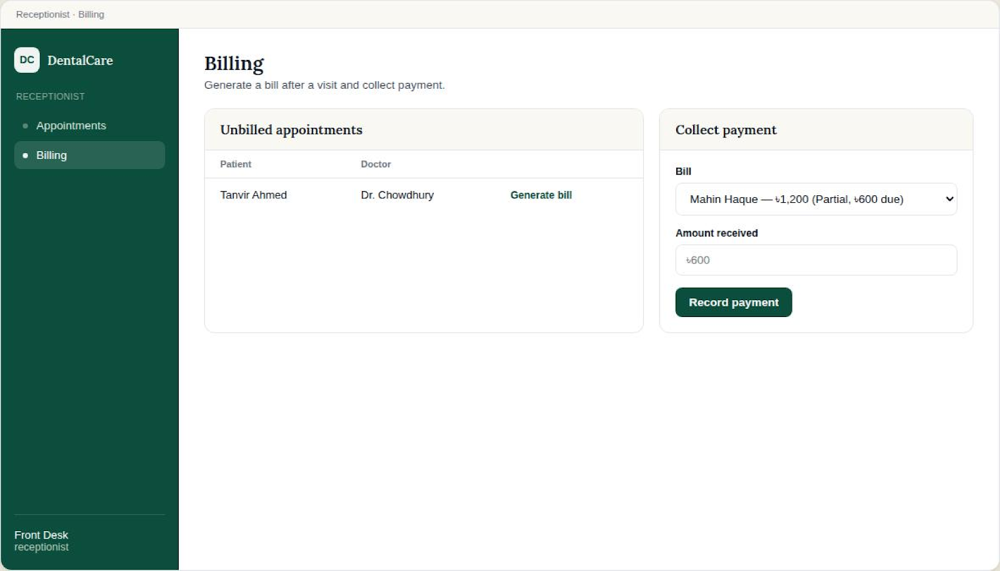 Receptionist · Billing
DC DentalCare
RECEPTIONIST
Appointments
Billing
Front Desk
receptionist
Billing
Generate a bill after a visit and collect payment.
Unbilled appointments
Patient Doctor
Tanvir Ahmed Dr. Chowdhury Generate bill
Collect payment
Bill
Mahin Haque — ৳1,200 (Partial, ৳600 due)
Amount received
৳600
Record payment